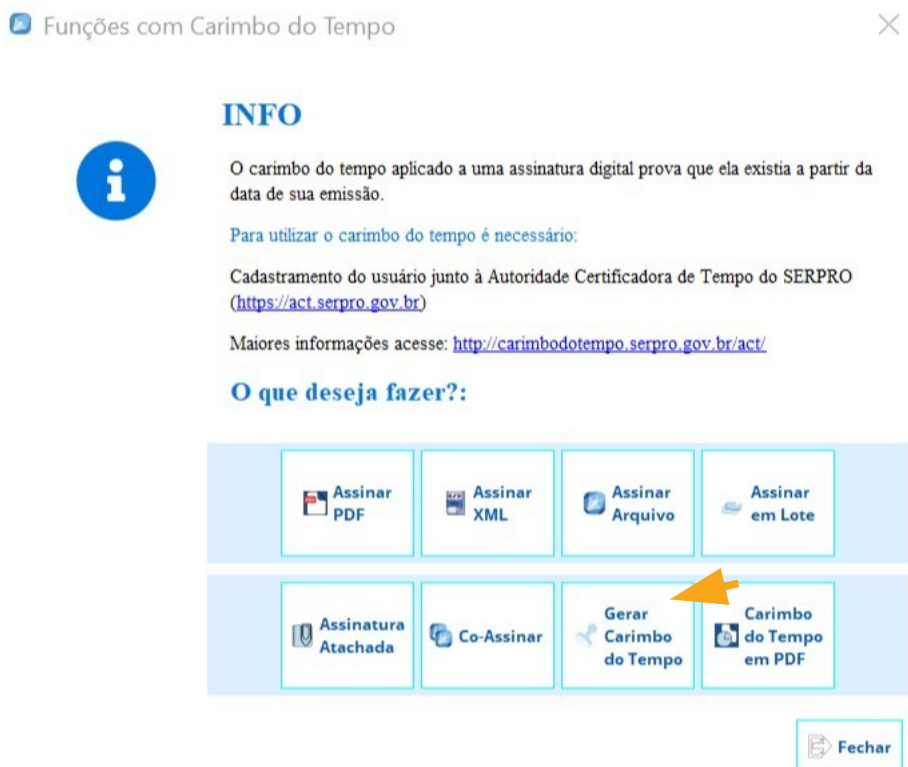 Funções com Carimbo do Tempo
INFO
O carimbo do tempo aplicado a uma assinatura digital prova que ela existia a partir da
data de sua emissão.
Para utilizar o carimbo do tempo é necessário:
Cadastramento do usuário junto à Autoridade Certificadora de Tempo do SERPRO
(https://act.serpro.gov.br)
Maiores informações acesse: http://carimbodotempo.serpro.gov.br/act/
O que deseja fazer?:
Assinar
PDF
Assinar
XML
Assinar
Arquivo
Assinar
em Lote
Assinatura
Atachada
Co-Assinar
Gerar
Carimbo
do Tempo
Carimbo
do Tempo
em PDF
Fechar